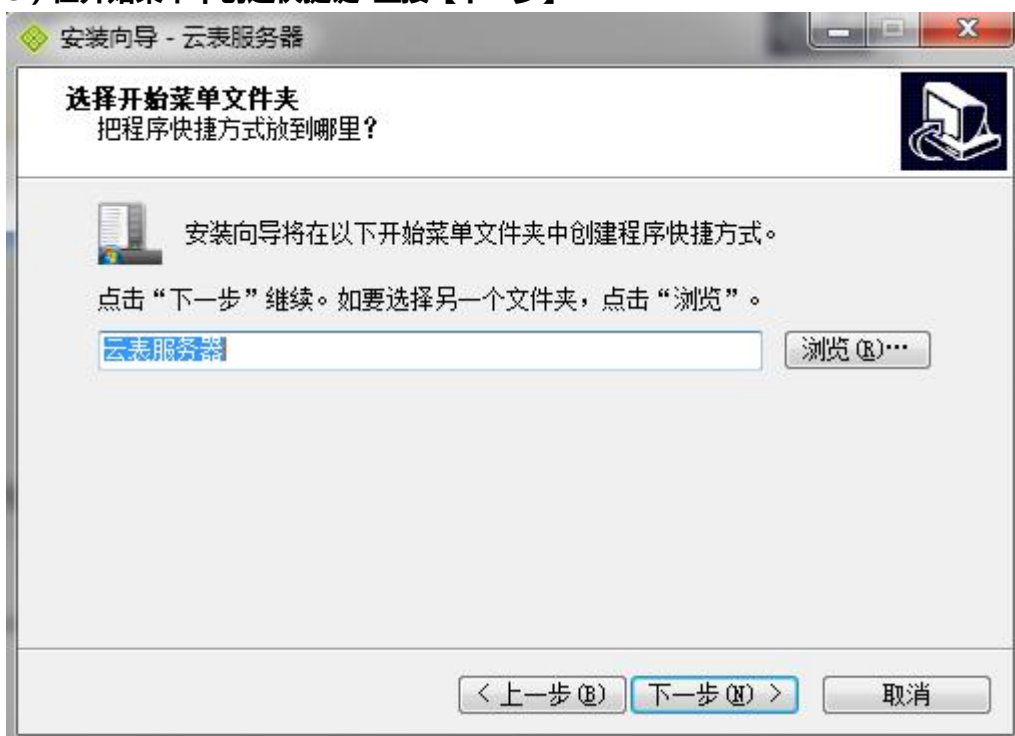 安装向导 - 云表服务器
选择开始菜单文件夹
把程序快捷方式放到哪里?
安装向导将在以下开始菜单文件夹中创建程序快捷方式。
点击“下一步”继续。如要选择另一个文件夹,点击“浏览”。
云表服务器
浏览(R)...
<上一步(B)
下一步(N)>
取消